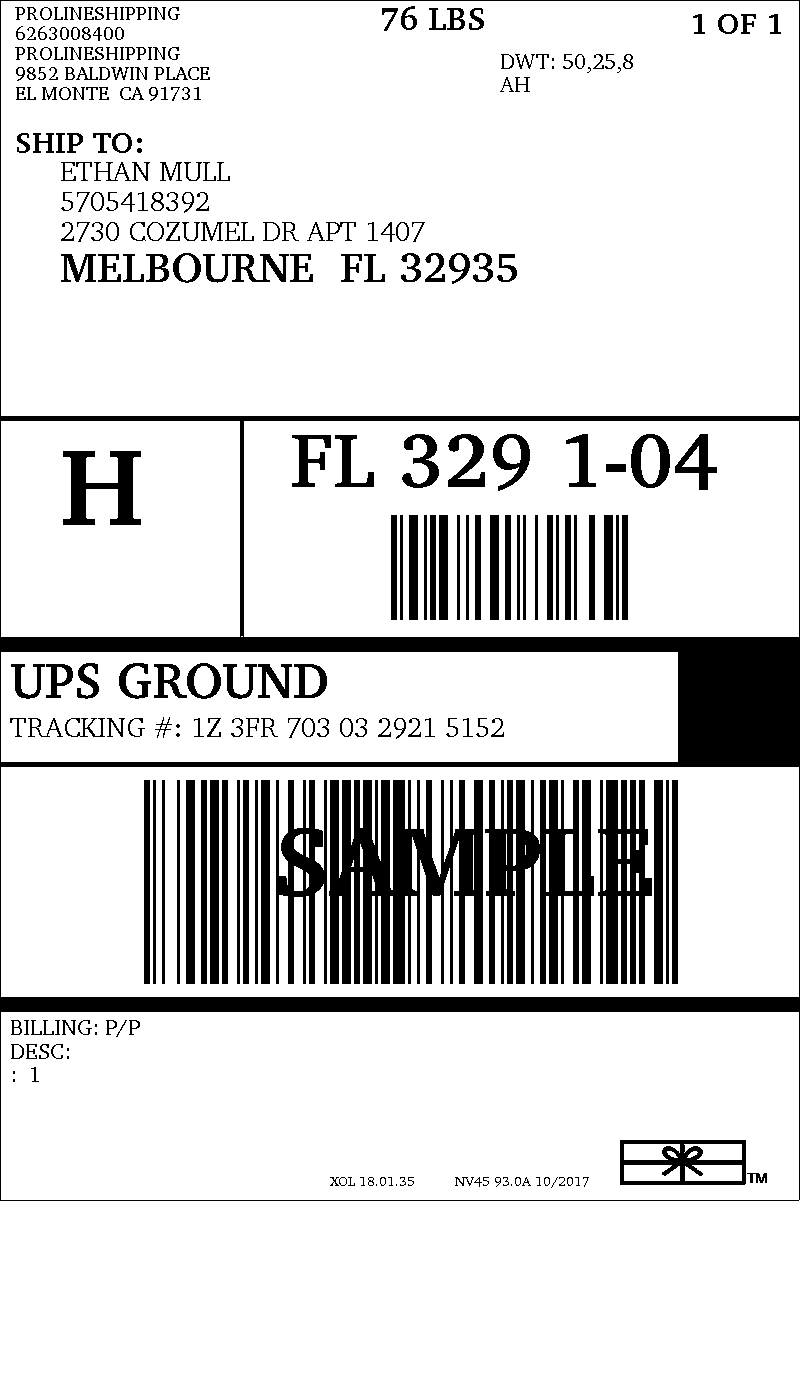 PROLINESHIPPING
6263008400
PROLINESHIPPING
9852 BALDWIN PLACE
EL MONTE CA 91731
76 LBS
1 OF 1
DWT: 50,25,8
AH
SHIP TO:
ETHAN MULL
5705418392
2730 COZUMEL DR APT 1407
MELBOURNE FL 32935
H
FL 329 1-04
UPS GROUND
TRACKING #: 1Z 3FR 703 03 2921 5152
SAMPLE
BILLING: P/P
DESC:
: 1
XOL 18.01.35 NV45 93.0A 10/2017
TM